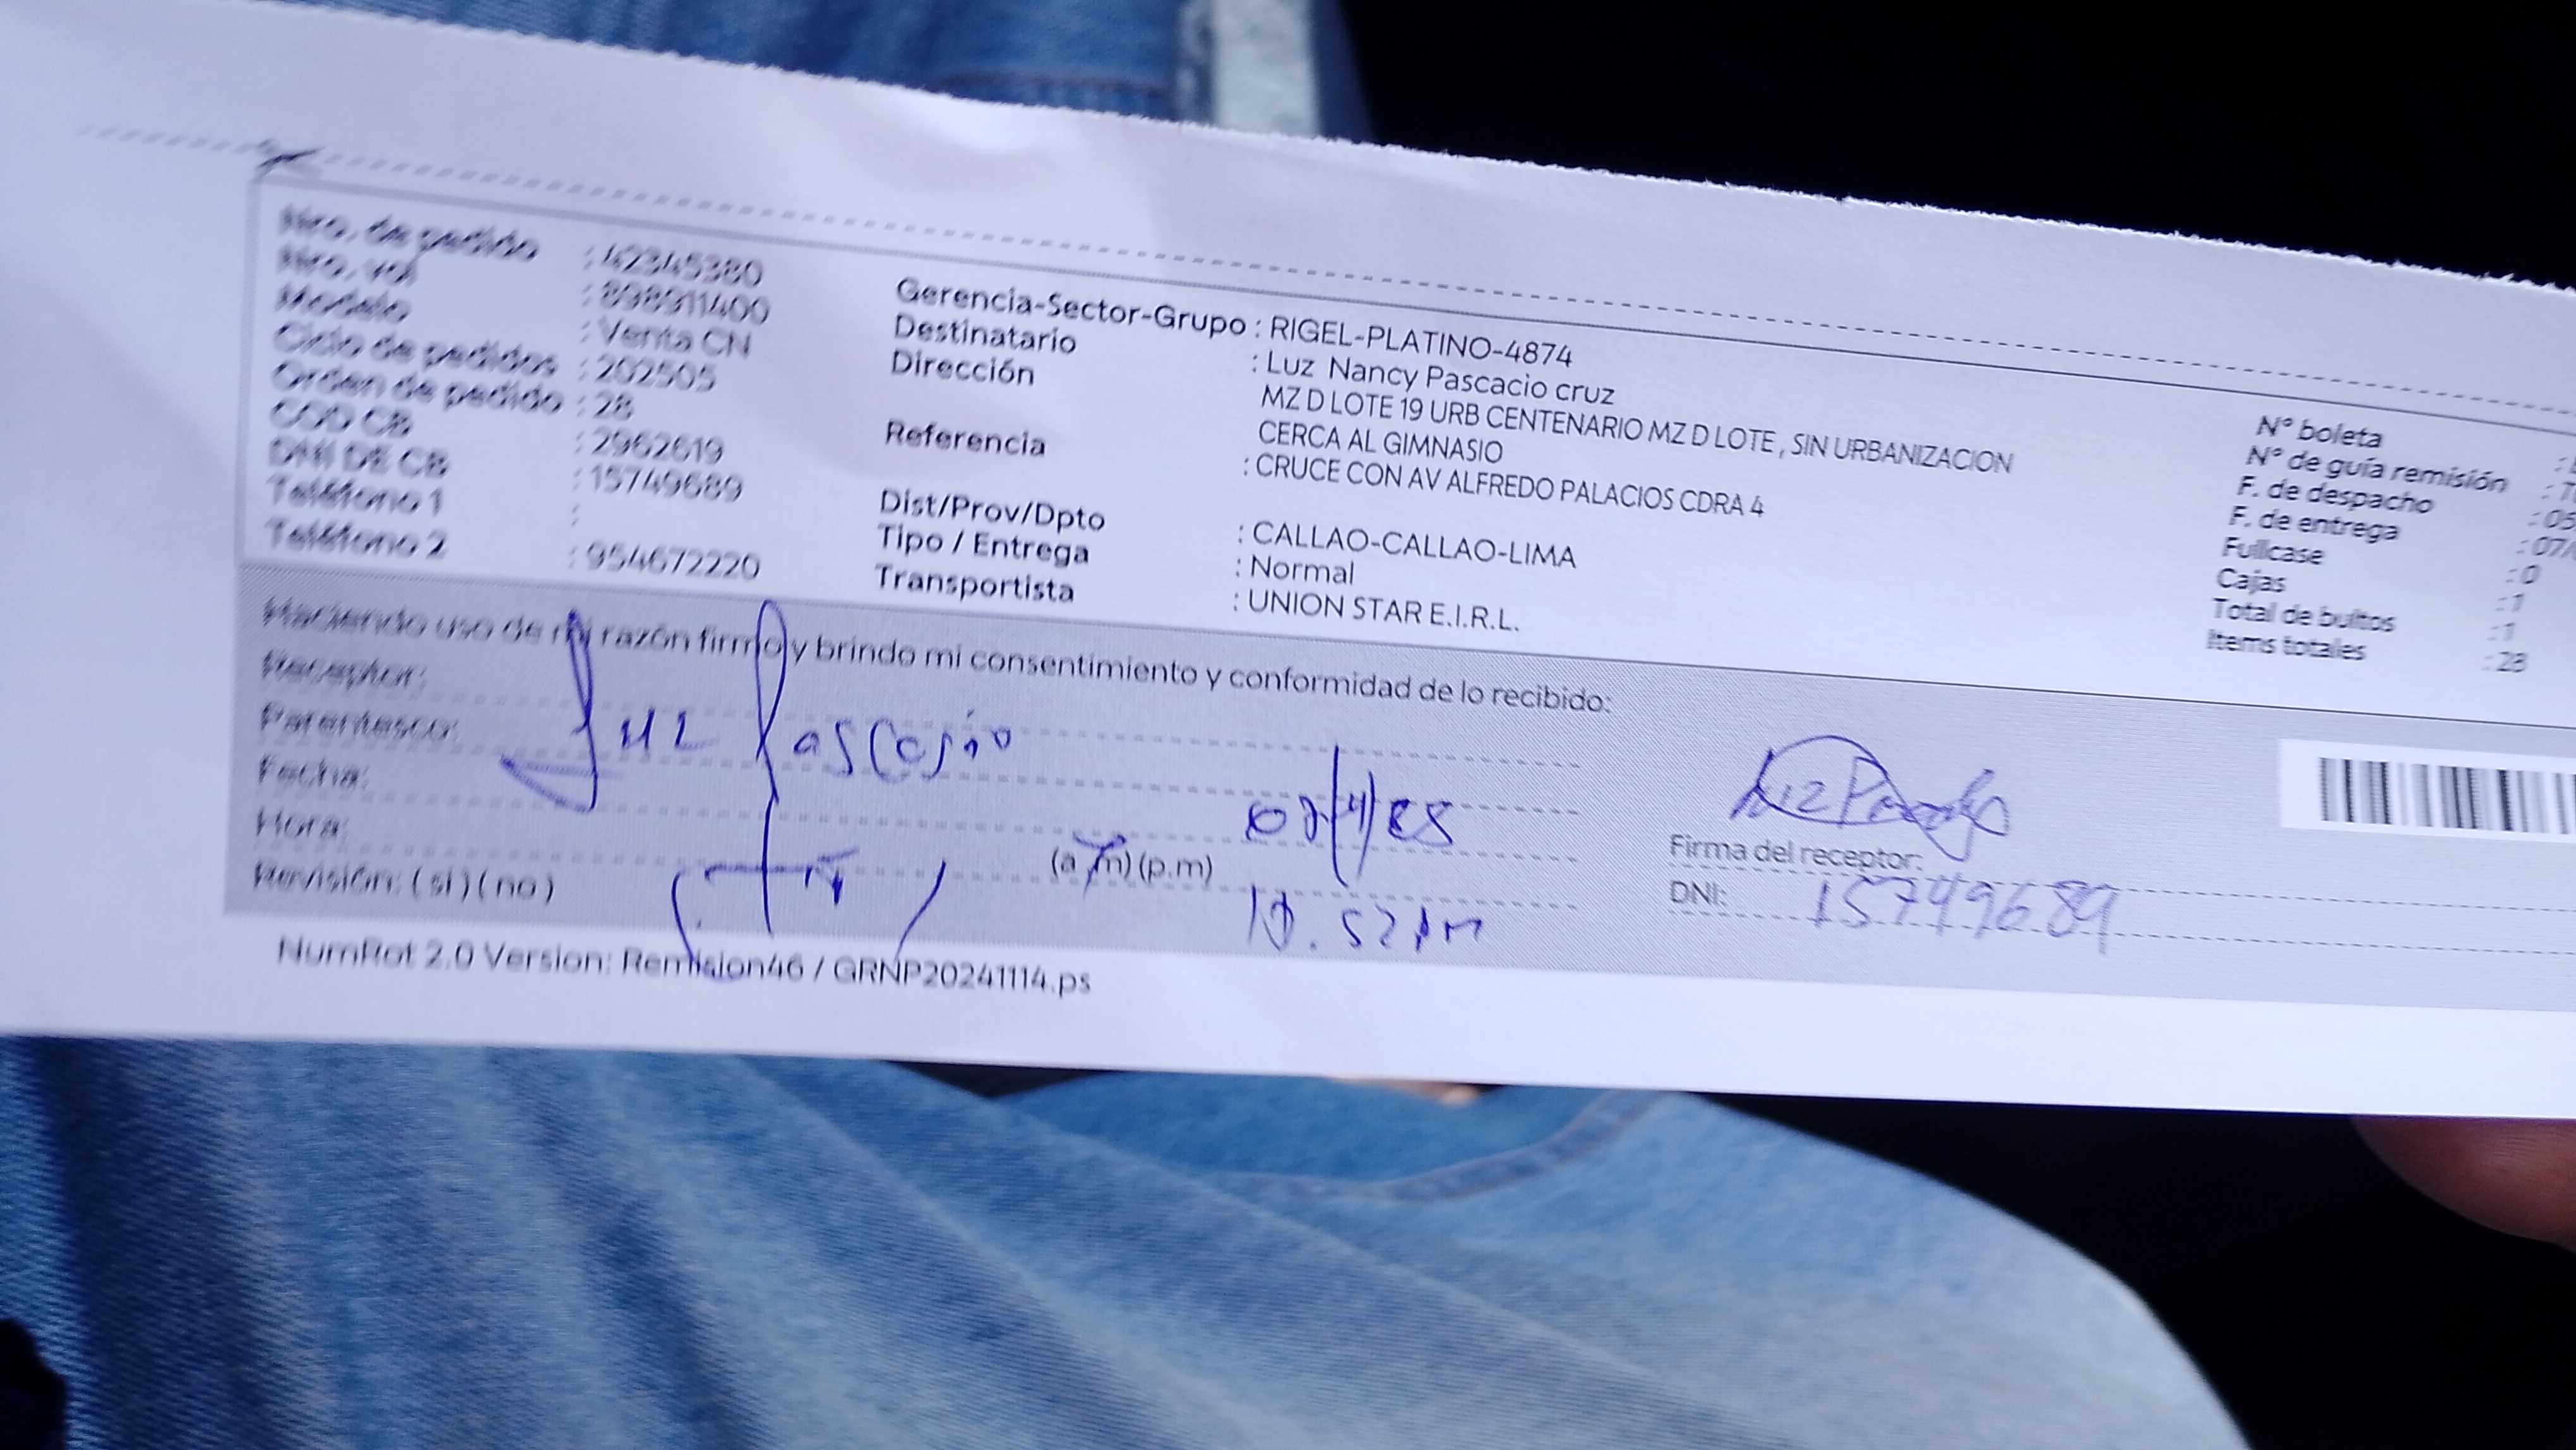 Nro. de pedido : 42345380
Nro. vol : 898911400
Modelo : Venta CN
Ciclo de pedidos : 202505
Orden de pedido : 28
COD CB : 2962619
DNI DE CB : 15749689
Teléfono 1 :
Teléfono 2 : 954672220
Gerencia-Sector-Grupo : RIGEL-PLATINO-4874
Destinatario : Luz Nancy Pascacio cruz
Dirección MZ D LOTE 19 URB CENTENARIO MZ D LOTE , SIN URBANIZACION
CERCA AL GIMNASIO
Referencia : CRUCE CON AV ALFREDO PALACIOS CDRA 4
Dist/Prov/Dpto : CALLAO-CALLAO-LIMA
Tipo / Entrega : Normal
Transportista : UNION STAR E.I.R.L.
N° boleta :
N° de guía remisión :
F. de despacho : 05
F. de entrega : 07/
Fullcase : 0
Cajas : 1
Total de bultos : 1
Items totales : 28
Haciendo uso de mi razón firmo y brindo mi consentimiento y conformidad de lo recibido:
Receptor:
Parentesco: Luz
Fecha:
Hora: (a.m) (p.m)
Revisión: ( si ) ( no )
10.52 Am
Firma del receptor:
DNI: 15749689
NumRot 2.0 Version: Remision46 / GRNP20241114.ps